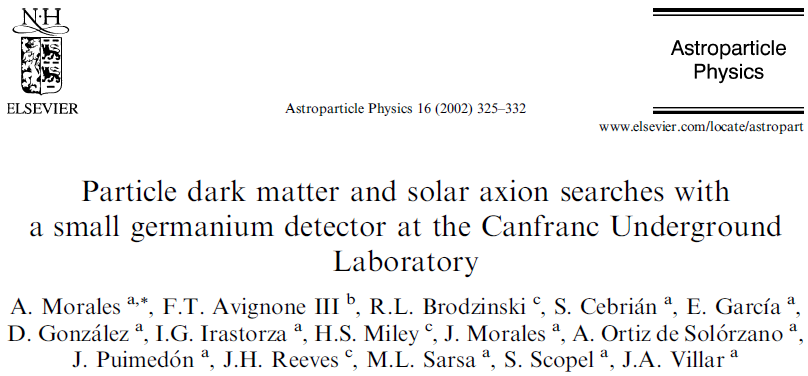 N·H
ELSEVIER
Astroparticle
Physics
Astroparticle Physics 16 (2002) 325–332
www.elsevier.com/locate/astropart
Particle dark matter and solar axion searches with
a small germanium detector at the Canfranc Underground
Laboratory
A. Morales a,*, F.T. Avignone III b, R.L. Brodzinski c, S. Cebrián a, E. García a,
D. González a, I.G. Irastorza a, H.S. Miley c, J. Morales a, A. Ortiz de Solórzano a,
J. Puimedón a, J.H. Reeves c, M.L. Sarsa a, S. Scopel a, J.A. Villar a